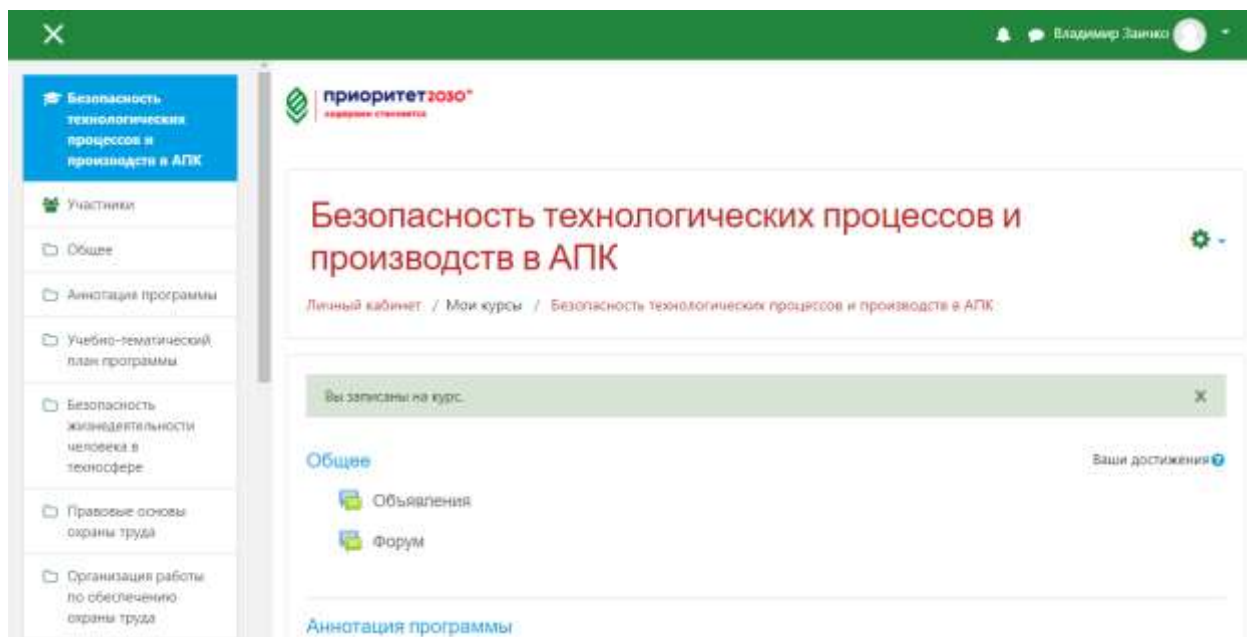 Владимир Заичко
Безопасность
технологических
процессов и
производств в АПК
Участники
Общее
Аннотация программы
Учебно-тематический
план программы
Безопасность
жизнедеятельности
человека в
техносфере
Правовые основы
охраны труда
Организация работы
по обеспечению
охраны труда
приоритет2030
лидерами становятся
Безопасность технологических процессов и
производств в АПК
Личный кабинет / Мои курсы / Безопасность технологических процессов и производств в АПК
Вы записаны на курс.
Общее
Ваши достижения
Объявления
Форум
Аннотация программы